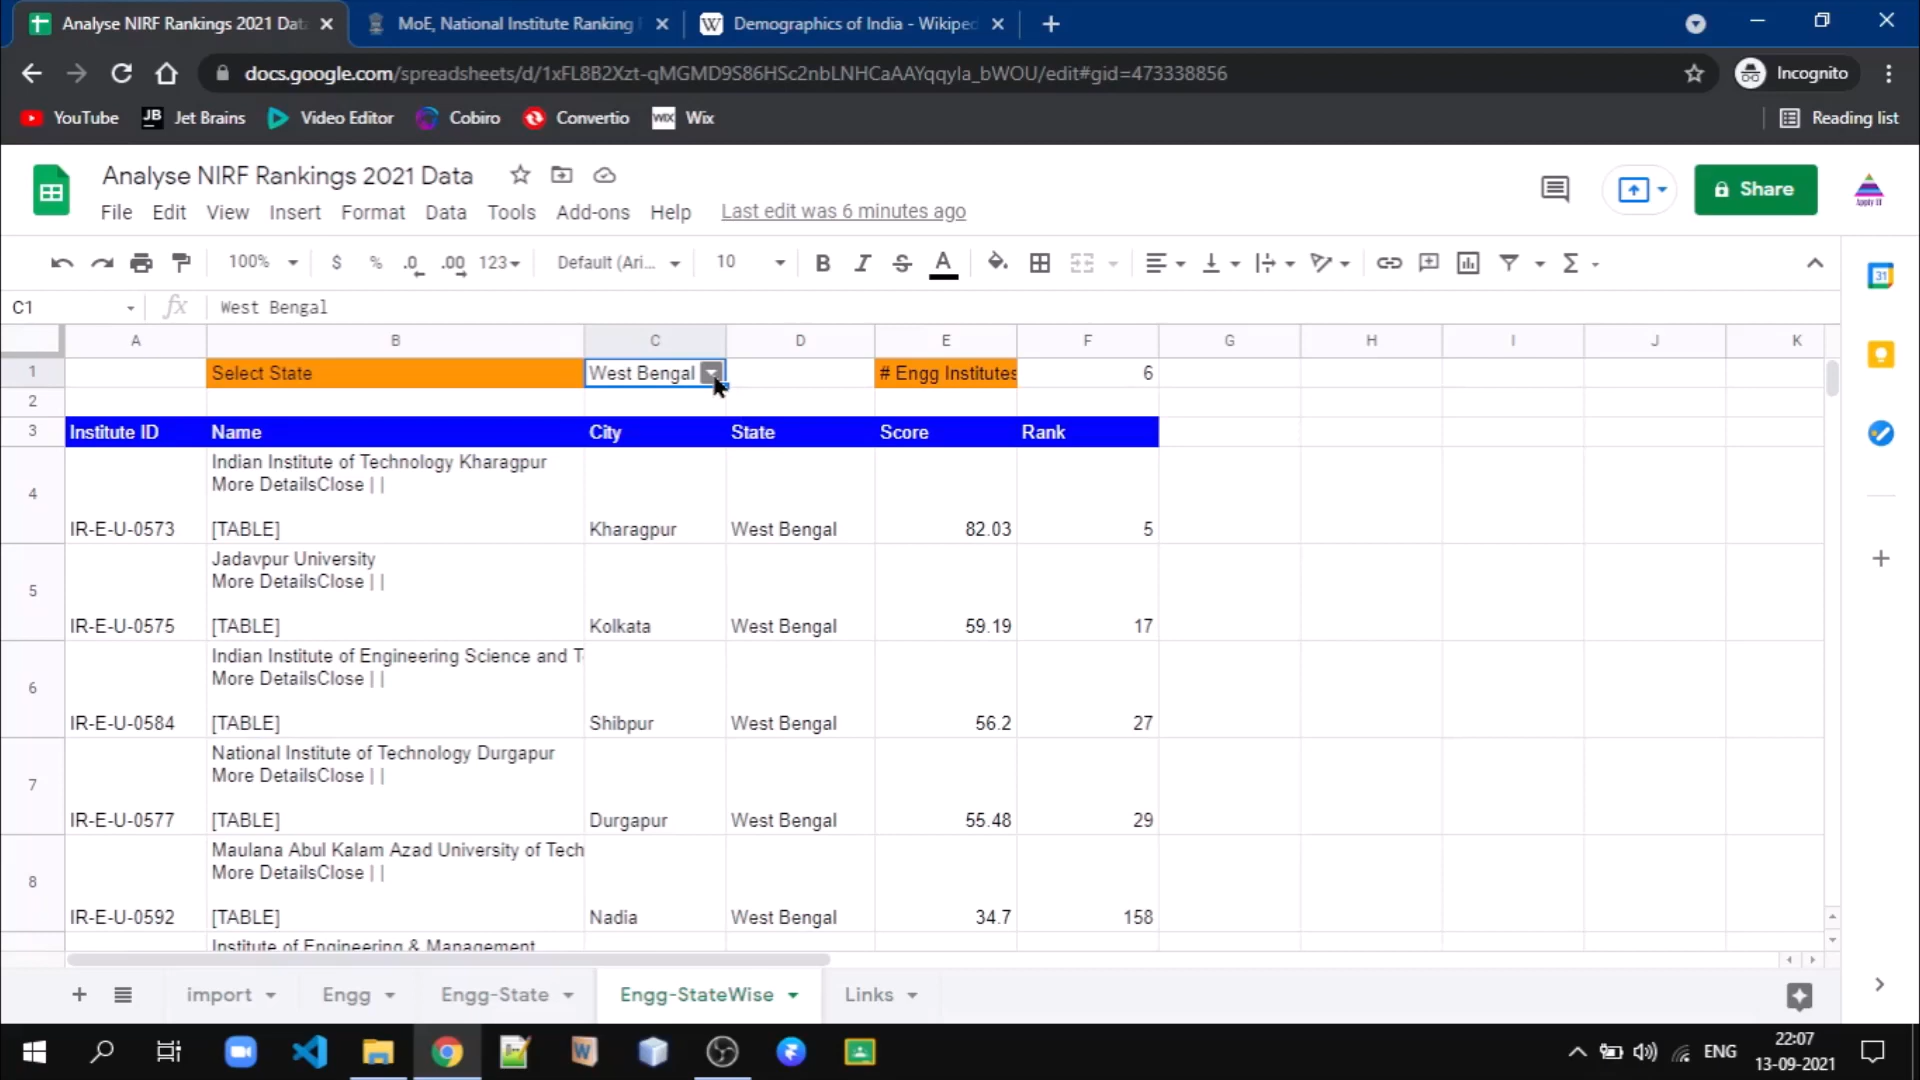 Analyse NIRF Rankings 2021 Dat
MoE, National Institute Ranking
Demographics of India - Wikiped
docs.google.com/spreadsheets/d/1xFL8B2Xzt-qMGMD9S86HSc2nbLNHCaAAYqqyla_bWOU/edit#gid=473338856
Incognito
YouTube
Jet Brains
Video Editor
Cobiro
Convertio
Wix
Reading list
Analyse NIRF Rankings 2021 Data
File Edit View Insert Format Data Tools Add-ons Help Last edit was 6 minutes ago
Share
100% $ % .0 .00 123 Default (Ari... 10 B I S A
C1 fx West Bengal
A B C D E F G H I J K
1 Select State West Bengal # Engg Institutes 6
2
3 Institute ID Name City State Score Rank
Indian Institute of Technology Kharagpur
More DetailsClose | |
4
IR-E-U-0573 [TABLE] Kharagpur West Bengal 82.03 5
Jadavpur University
More DetailsClose | |
5
IR-E-U-0575 [TABLE] Kolkata West Bengal 59.19 17
Indian Institute of Engineering Science and T
More DetailsClose | |
6
IR-E-U-0584 [TABLE] Shibpur West Bengal 56.2 27
National Institute of Technology Durgapur
More DetailsClose | |
7
IR-E-U-0577 [TABLE] Durgapur West Bengal 55.48 29
Maulana Abul Kalam Azad University of Tech
More DetailsClose | |
8
IR-E-U-0592 [TABLE] Nadia West Bengal 34.7 158
Institute of Engineering & Management
import Engg Engg-State Engg-StateWise Links
ENG
22:07
13-09-2021